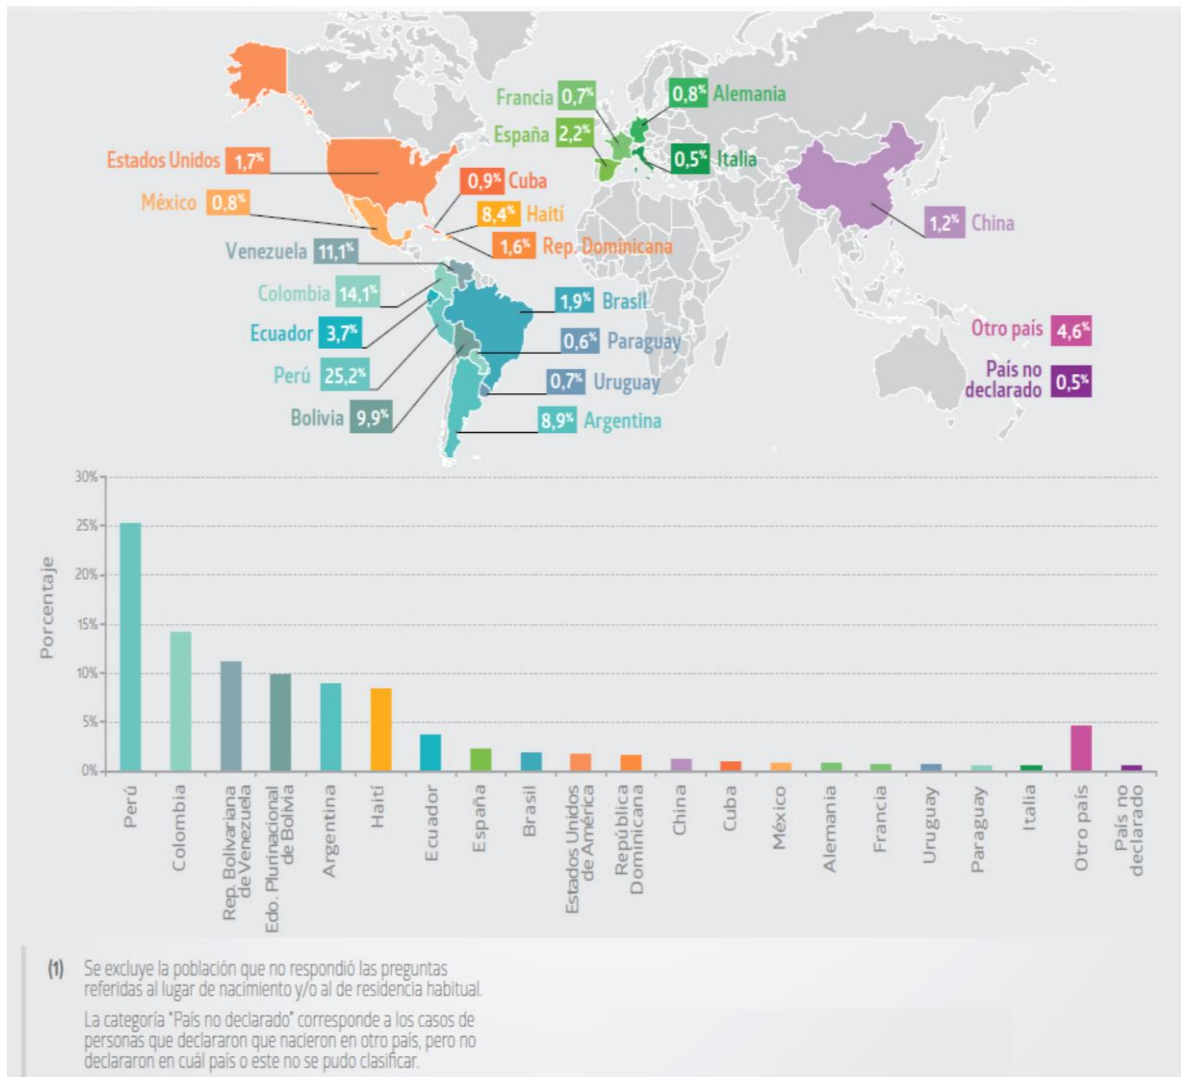 Francia 0,7%
0,8% Alemania
España 2,2%
0,5% Italia
Estados Unidos 1,7%
0,9% Cuba
México 0,8%
8,4% Haití
1,6% Rep. Dominicana
1,2% China
Venezuela 11,1%
Colombia 14,1%
1,9% Brasil
Ecuador 3,7%
0,6% Paraguay
Otro país 4,6%
Perú 25,2%
0,7% Uruguay
País no
declarado 0,5%
Bolivia 9,9%
8,9% Argentina
30%
25%
20%
15%
10%
5%
0%
Porcentaje
Perú
Colombia
Rep. Bolivariana
de Venezuela
Edo. Plurinacional
de Bolivia
Argentina
Haití
Ecuador
España
Brasil
Estados Unidos
de América
República
Dominicana
China
Cuba
México
Alemania
Francia
Uruguay
Paraguay
Italia
Otro país
País no
declarado
(1) Se excluye la población que no respondió las preguntas
referidas al lugar de nacimiento y/o al de residencia habitual.
La categoría "País no declarado" corresponde a los casos de
personas que declararon que nacieron en otro país, pero no
declararon en cuál país o este no se pudo clasificar.